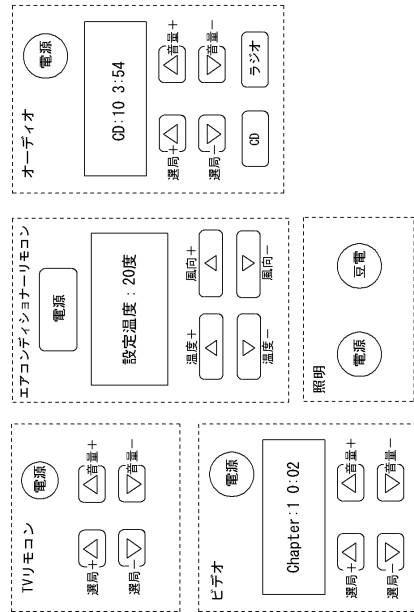 TVリモコン
電源
選局+
音量+
選局−
音量−
エアコンディショナーリモコン
電源
設定温度：20度
温度+
風向+
温度−
風向−
オーディオ
電源
CD:10 3:54
選局+
音量+
選局−
音量−
CD
ラジオ
ビデオ
電源
Chapter:1 0:02
選局+
音量+
選局−
音量−
照明
電源
豆電